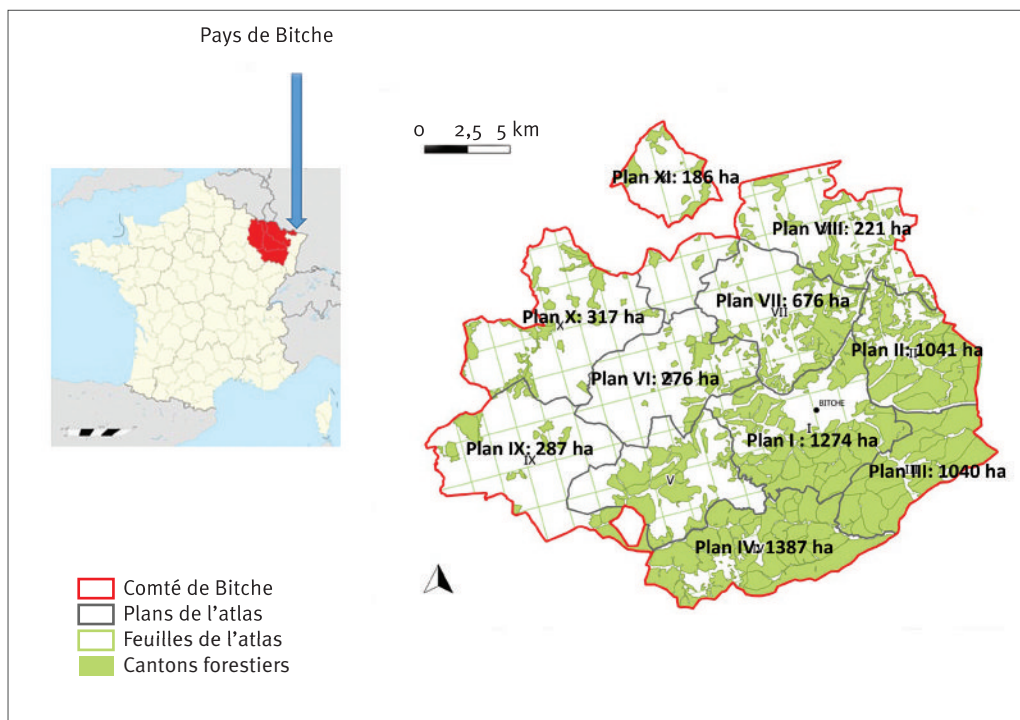 Pays de Bitche
0 2,5 5 km
Plan XI: 186 ha
Plan VIII: 221 ha
Plan VII: 676 ha
VII
Plan X: 317 ha
X
Plan II: 1041 ha
Plan VI: 276 ha
BITCHE
I
Plan I : 1274 ha
Plan IX: 287 ha
IX
Plan III: 1040 ha
V
Plan IV: 1387 ha
Comté de Bitche
Plans de l’atlas
Feuilles de l’atlas
Cantons forestiers